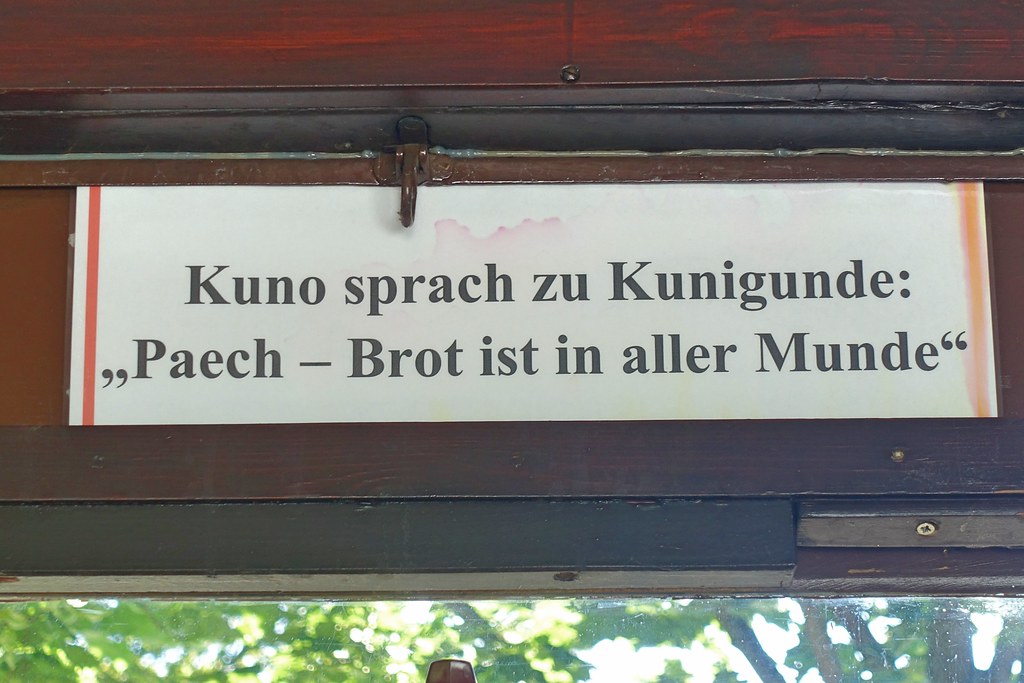 Kuno sprach zu Kunigunde:
„Paech – Brot ist in aller Munde“